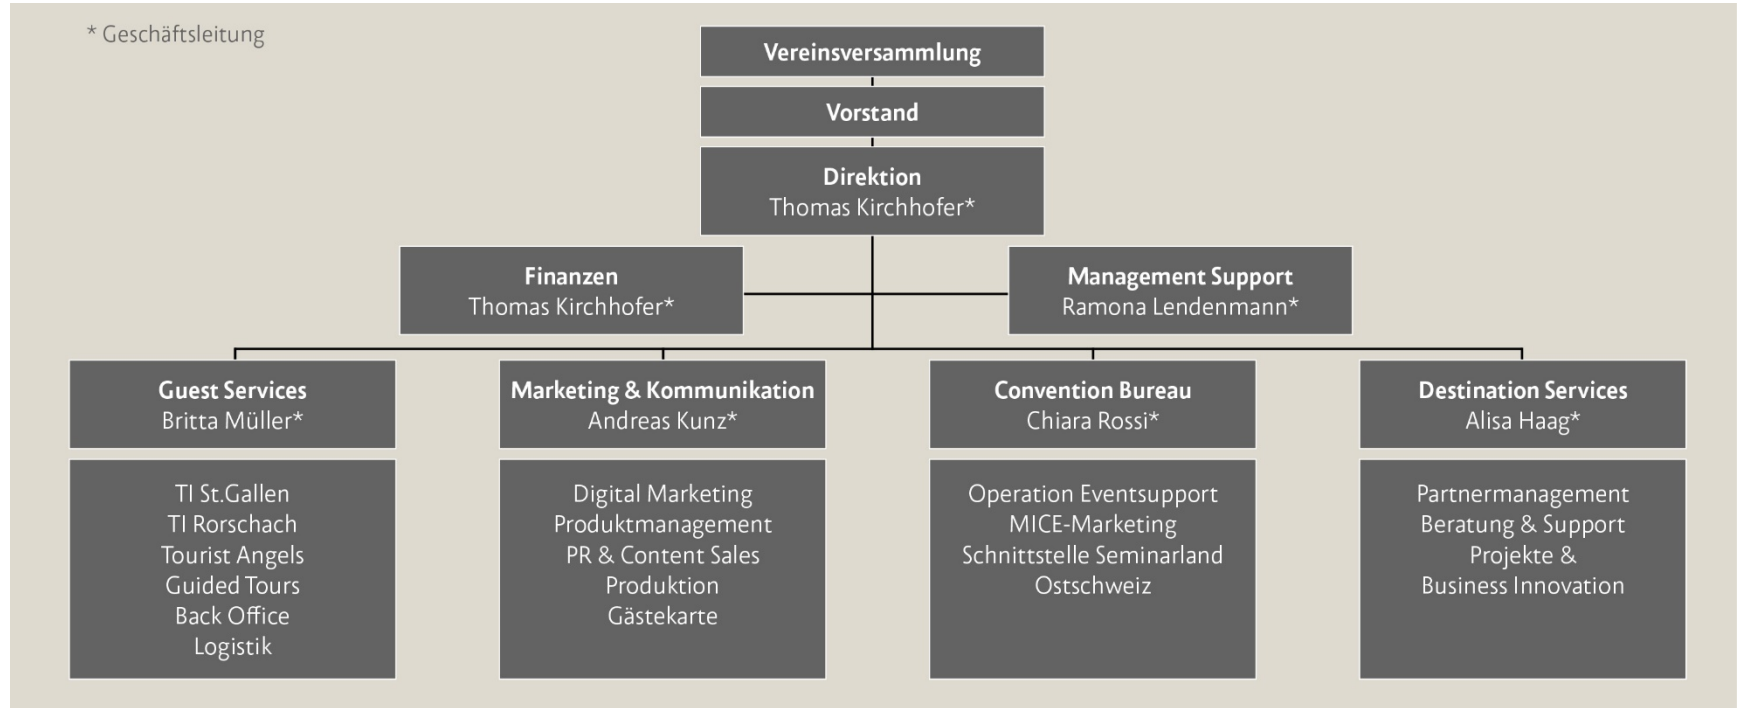 * Geschäftsleitung
Vereinsversammlung
Vorstand
Direktion
Thomas Kirchhofer*
Finanzen
Thomas Kirchhofer*
Management Support
Ramona Lendenmann*
Guest Services
Britta Müller*
TI St.Gallen
TI Rorschach
Tourist Angels
Guided Tours
Back Office
Logistik
Marketing & Kommunikation
Andreas Kunz*
Digital Marketing
Produktmanagement
PR & Content Sales
Produktion
Gästekarte
Convention Bureau
Chiara Rossi*
Operation Eventsupport
MICE-Marketing
Schnittstelle Seminarland
Ostschweiz
Destination Services
Alisa Haag*
Partnermanagement
Beratung & Support
Projekte &
Business Innovation